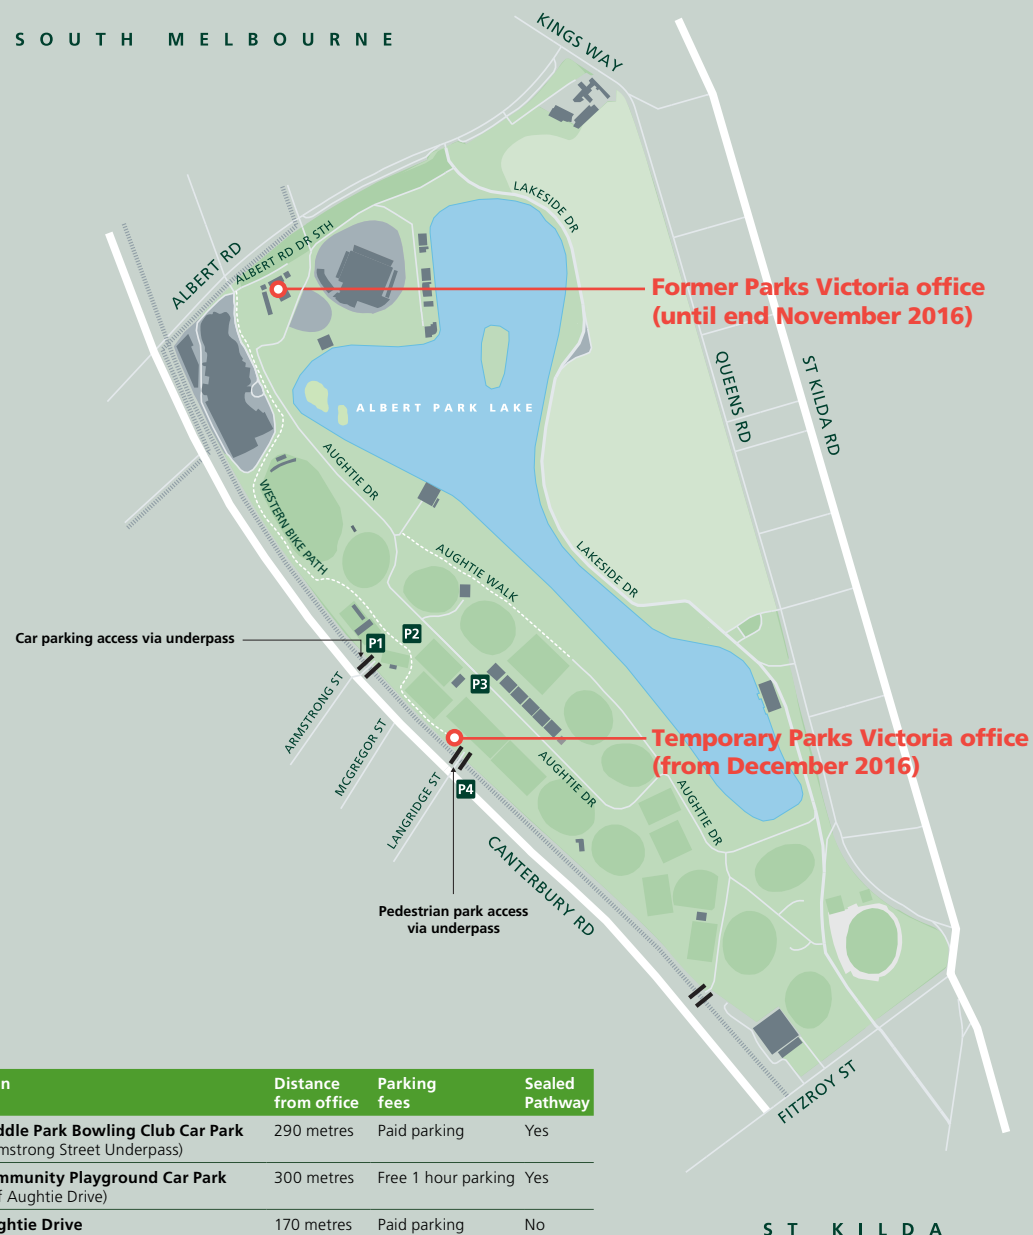 SOUTH MELBOURNE
KINGS WAY
LAKESIDE DR
ALBERT RD
ALBERT RD DR STH
Former Parks Victoria office
(until end November 2016)
QUEENS RD
ST KILDA RD
ALBERT PARK LAKE
AUGHTIE DR
WESTERN BIKE PATH
AUGHTIE WALK
LAKESIDE DR
Car parking access via underpass
P1
P2
P3
ARMSTRONG ST
MCGREGOR ST
LANGRIDGE ST
Temporary Parks Victoria office
(from December 2016)
AUGHTIE DR
AUGHTIE DR
P4
CANTERBURY RD
Pedestrian park access
via underpass
FITZROY ST
n Distance Parking Sealed
from office fees Pathway
ddle Park Bowling Club Car Park 290 metres Paid parking Yes
mstrong Street Underpass)
mmunity Playground Car Park 300 metres Free 1 hour parking Yes
f Aughtie Drive)
ghtie Drive 170 metres Paid parking No
ST KILDA